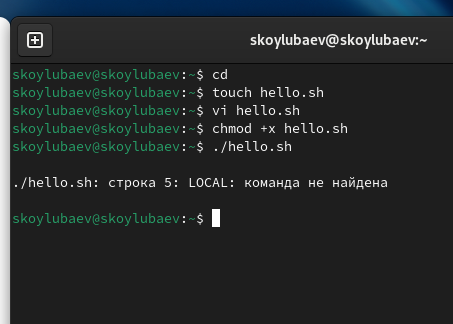 skoylubaev@skoylubaev:~
skoylubaev@skoylubaev:~$ cd
skoylubaev@skoylubaev:~$ touch hello.sh
skoylubaev@skoylubaev:~$ vi hello.sh
skoylubaev@skoylubaev:~$ chmod +x hello.sh
skoylubaev@skoylubaev:~$ ./hello.sh
./hello.sh: строка 5: LOCAL: команда не найдена
skoylubaev@skoylubaev:~$